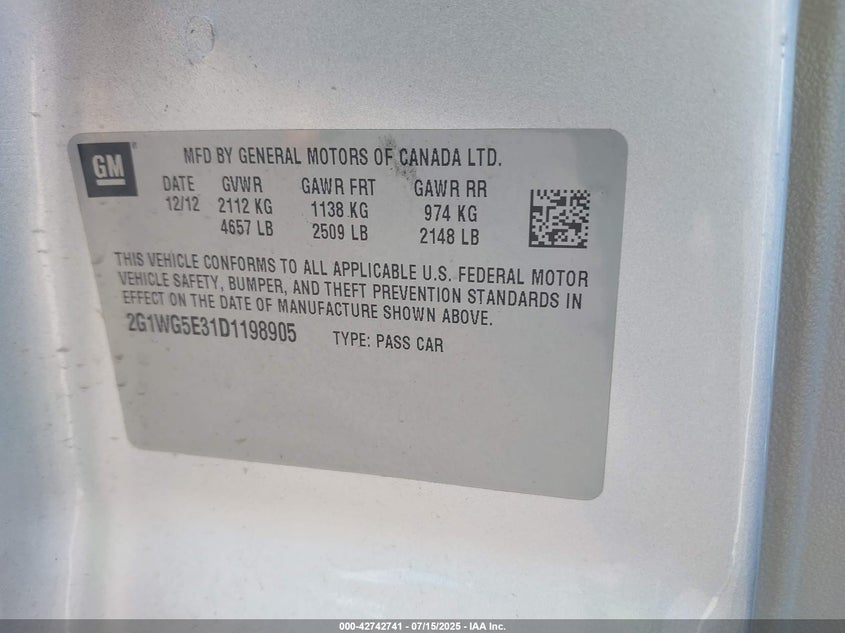 GM
MFD BY GENERAL MOTORS OF CANADA LTD.
DATE GVWR GAWR FRT GAWR RR
12/12 2112 KG 1138 KG 974 KG
4657 LB 2509 LB 2148 LB
THIS VEHICLE CONFORMS TO ALL APPLICABLE U.S. FEDERAL MOTOR
VEHICLE SAFETY, BUMPER, AND THEFT PREVENTION STANDARDS IN
EFFECT ON THE DATE OF MANUFACTURE SHOWN ABOVE.
2G1WG5E31D1198905 TYPE: PASS CAR
000-42742741 - 07/15/2025 - IAA Inc.